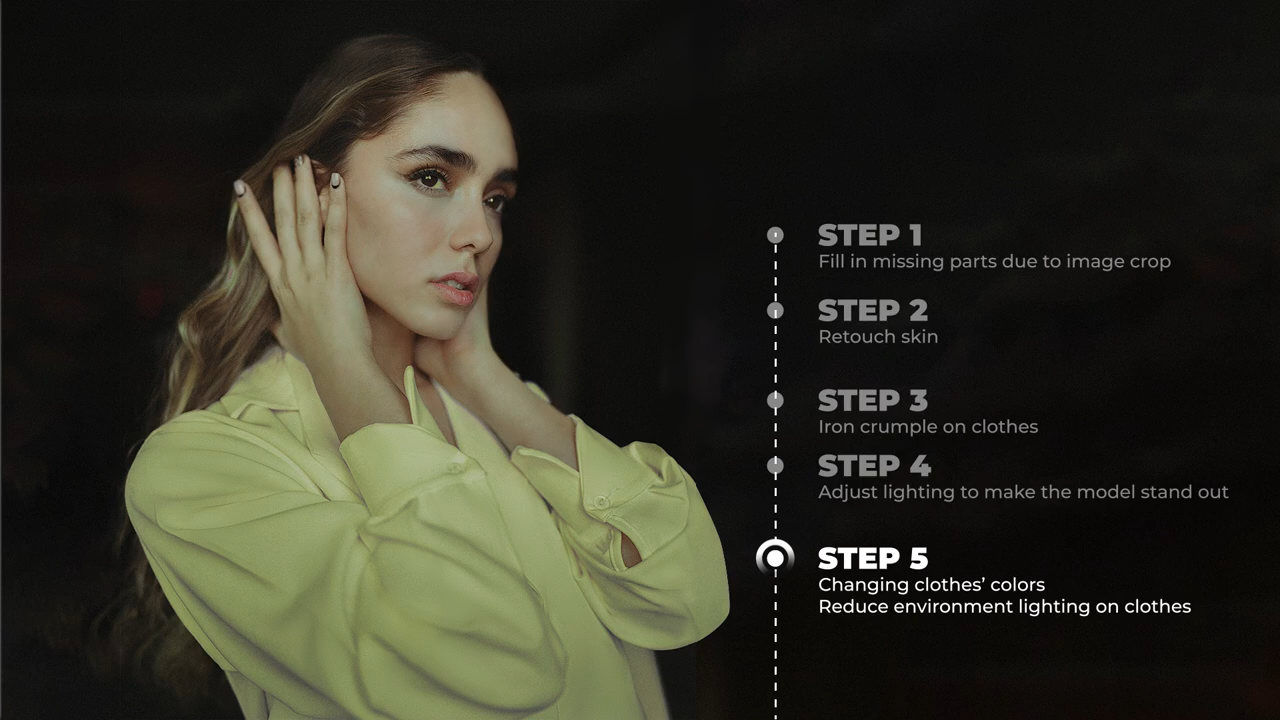 STEP 1
Fill in missing parts due to image crop
STEP 2
Retouch skin
STEP 3
Iron crumple on clothes
STEP 4
Adjust lighting to make the model stand out
STEP 5
Changing clothes’ colors
Reduce environment lighting on clothes